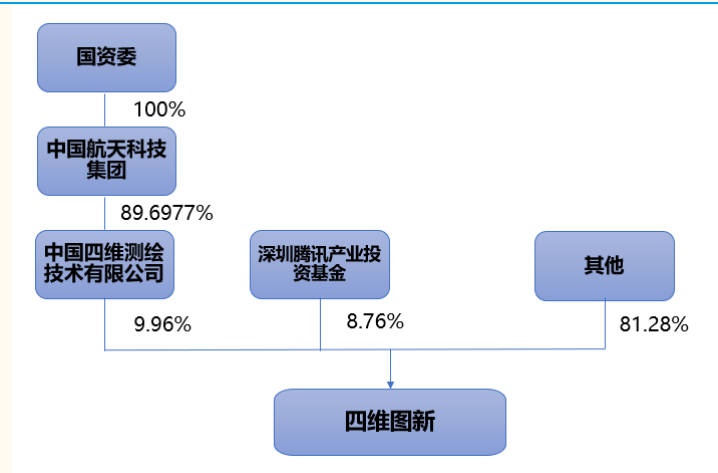 国资委
100%
中国航天科技
集团
89.6977%
中国四维测绘
技术有限公司
深圳腾讯产业投
资基金
其他
9.96%
8.76%
81.28%
四维图新